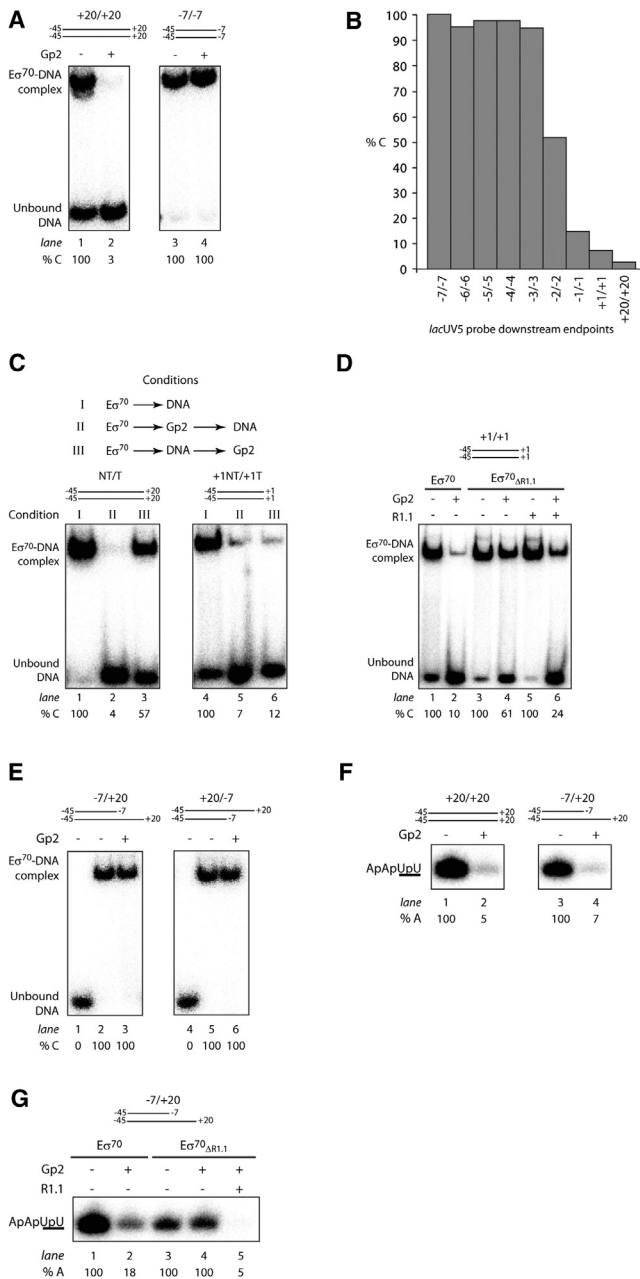 A
+20/+20
-7/-7
-45 +20
-45 +20
-45 -7
-45 -7
Gp2 - + - +
Eσ70-DNA complex
Unbound DNA
lane 1 2 3 4
% C 100 3 100 100
B
100
90
80
70
60
% C 50
40
30
20
10
0
-7/-7 -6/-6 -5/-5 -4/-4 -3/-3 -2/-2 -1/-1 +1/+1 +20/+20
lacUV5 probe downstream endpoints
C
Conditions
I Eσ70 → DNA
II Eσ70 → Gp2 → DNA
III Eσ70 → DNA → Gp2
NT/T +1NT/+1T
-45 +20 -45 +1
-45 +20 -45 +1
Condition I II III I II III
Eσ70-DNA complex
Unbound DNA
lane 1 2 3 4 5 6
% C 100 4 57 100 7 12
D
+1/+1
-45 +1
-45 +1
Eσ70 Eσ70ΔR1.1
Gp2 - + - + - +
R1.1 - - - - + +
Eσ70-DNA complex
Unbound DNA
lane 1 2 3 4 5 6
% C 100 10 100 61 100 24
E
-7/+20 +20/-7
-45 -7 -45 +20
-45 +20 -45 -7
Gp2 - - + - - +
Eσ70-DNA complex
Unbound DNA
lane 1 2 3 4 5 6
% C 0 100 100 0 100 100
F
+20/+20 -7/+20
-45 +20 -45 -7
-45 +20 -45 +20
Gp2 - + - +
ApApUpU
lane 1 2 3 4
% A 100 5 100 7
G
-7/+20
-45 -7
-45 +20
Eσ70 Eσ70ΔR1.1
Gp2 - + - + +
R1.1 - - - - +
ApApUpU
lane 1 2 3 4 5
% A 100 18 100 100 5